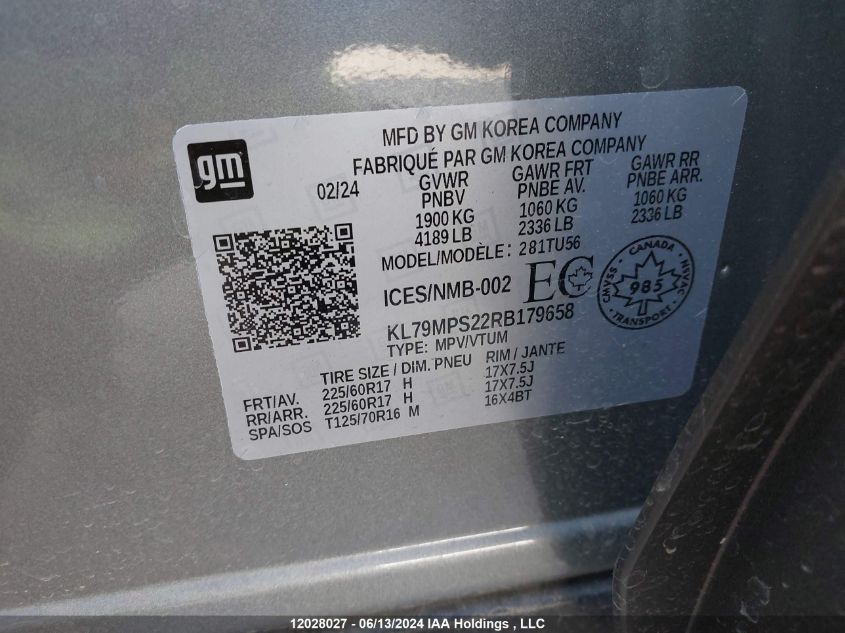 MFD BY GM KOREA COMPANY
FABRIQUÉ PAR GM KOREA COMPANY
gm
02/24 GVWR GAWR FRT GAWR RR
PNBV PNBE AV. PNBE ARR.
1900 KG 1060 KG 1060 KG
4189 LB 2336 LB 2336 LB
MODEL/MODÈLE: 281TU56
ICES/NMB-002 EC
CANADA
CMVSS 985 NSVAC
TRANSPORT
KL79MPS22RB179658
TYPE: MPV/VTUM
TIRE SIZE / DIM. PNEU RIM / JANTE
FRT/AV. 225/60R17 H 17X7.5J
RR/ARR. 225/60R17 H 17X7.5J
SPA/SOS T125/70R16 M 16X4BT
12028027 - 06/13/2024 IAA Holdings, LLC